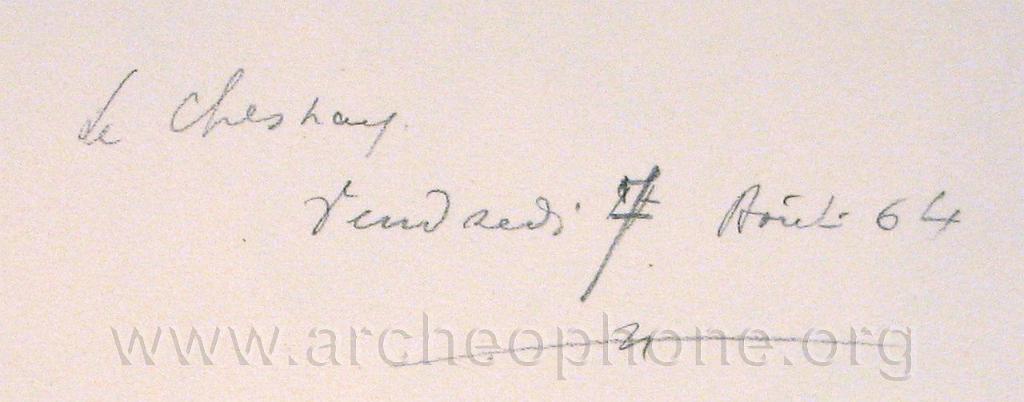 Le Chesnay.
Vendredi 7 Août 64
www.archeophone.org